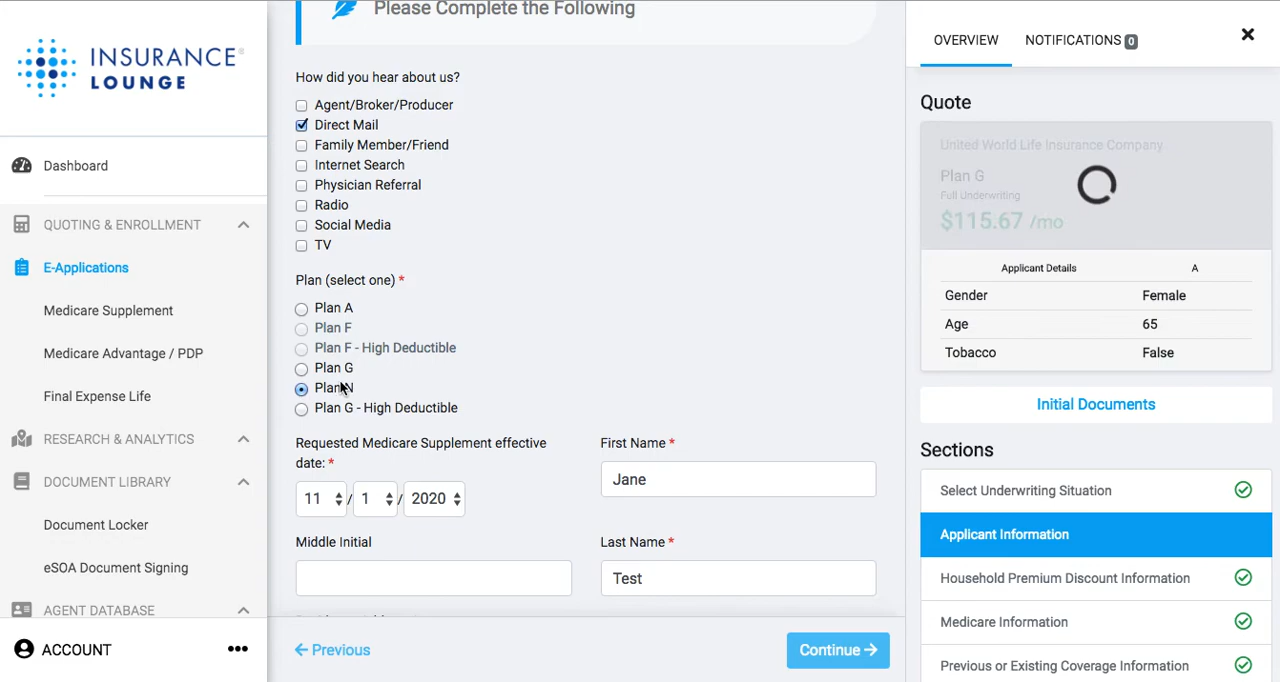 INSURANCE®
LOUNGE
Dashboard
QUOTING & ENROLLMENT
E-Applications
Medicare Supplement
Medicare Advantage / PDP
Final Expense Life
RESEARCH & ANALYTICS
DOCUMENT LIBRARY
Document Locker
eSOA Document Signing
AGENT DATABASE
ACCOUNT
Please Complete the Following
How did you hear about us?
Agent/Broker/Producer
Direct Mail
Family Member/Friend
Internet Search
Physician Referral
Radio
Social Media
TV
Plan (select one) *
Plan A
Plan F
Plan F - High Deductible
Plan G
Plan N
Plan G - High Deductible
Requested Medicare Supplement effective
date: *
11 / 1 / 2020
First Name *
Jane
Middle Initial
Last Name *
Test
← Previous
Continue →
OVERVIEW
NOTIFICATIONS 0
Quote
United World Life Insurance Company
Plan G
Full Underwriting
$115.67 /mo
Applicant Details A
Gender Female
Age 65
Tobacco False
Initial Documents
Sections
Select Underwriting Situation
Applicant Information
Household Premium Discount Information
Medicare Information
Previous or Existing Coverage Information